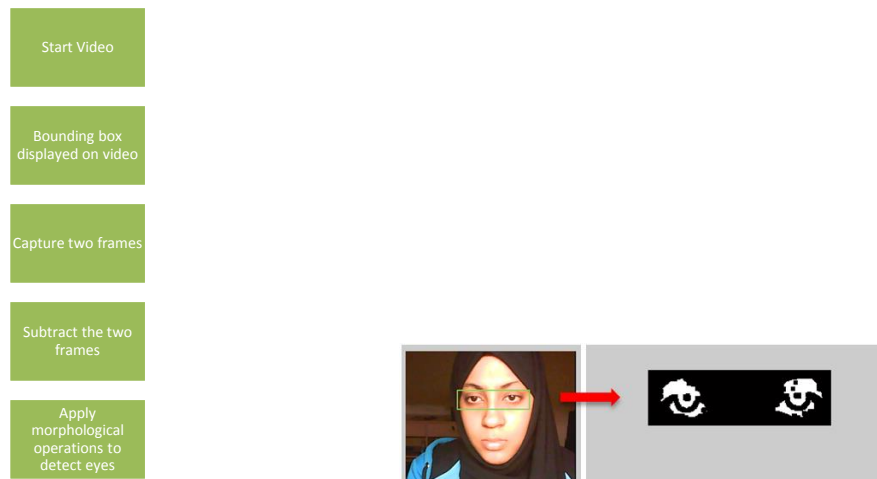 Start Video
Bounding box
displayed on video
Capture two frames
Subtract the two
frames
Apply
morphological
operations to
detect eyes